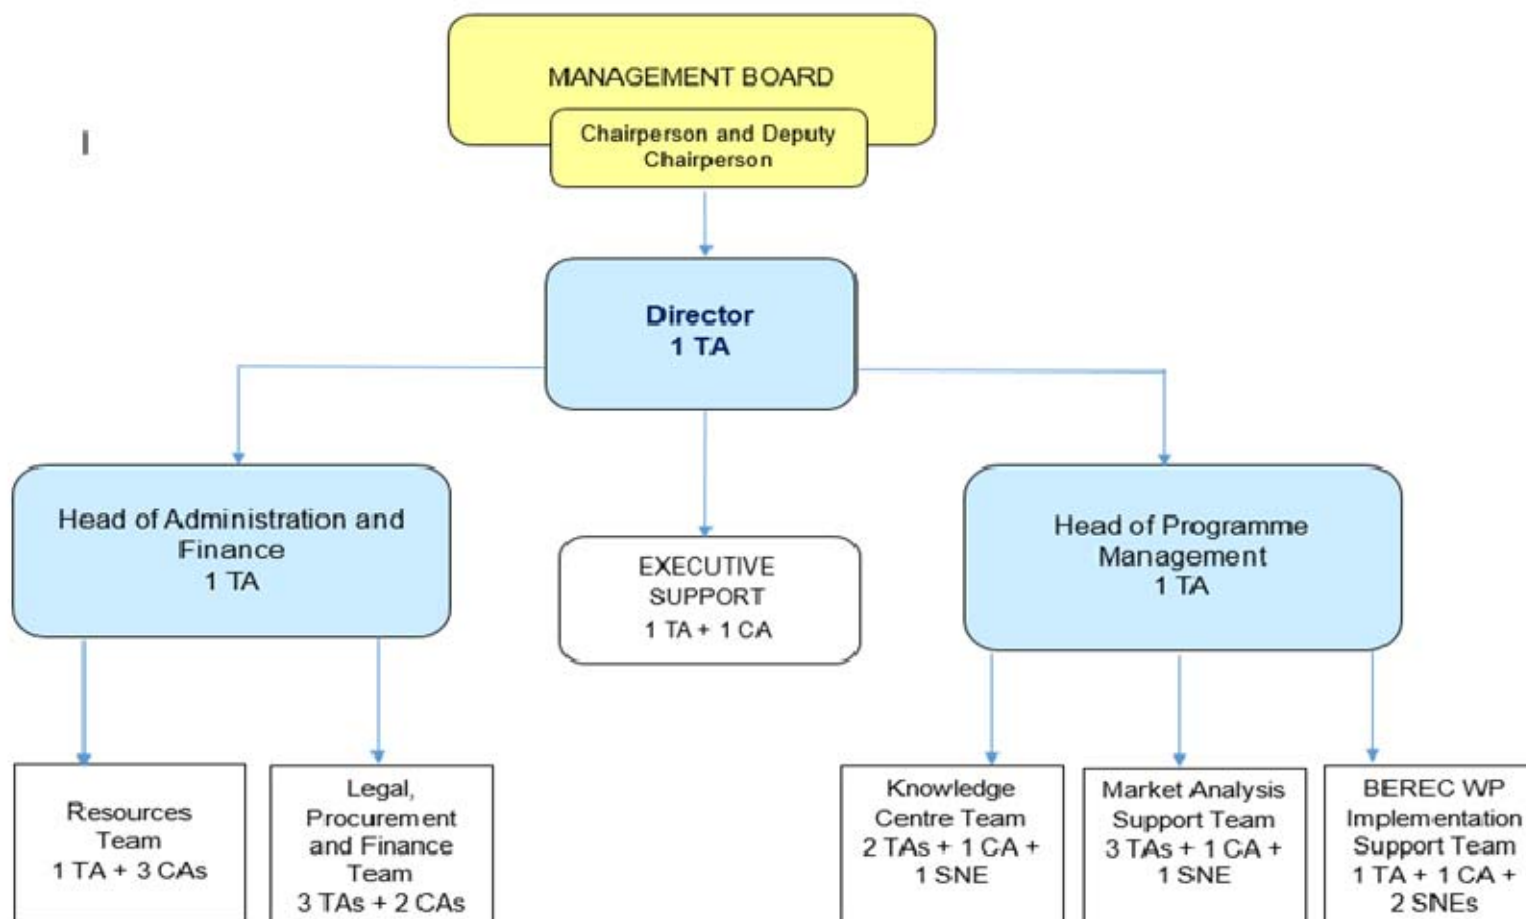 MANAGEMENT BOARD
Chairperson and Deputy
Chairperson
Director
1 TA
Head of Administration and
Finance
1 TA
EXECUTIVE
SUPPORT
1 TA + 1 CA
Head of Programme
Management
1 TA
Resources
Team
1 TA + 3 CAs
Legal,
Procurement
and Finance
Team
3 TAs + 2 CAs
Knowledge
Centre Team
2 TAs + 1 CA +
1 SNE
Market Analysis
Support Team
3 TAs + 1 CA +
1 SNE
BEREC WP
Implementation
Support Team
1 TA + 1 CA +
2 SNEs